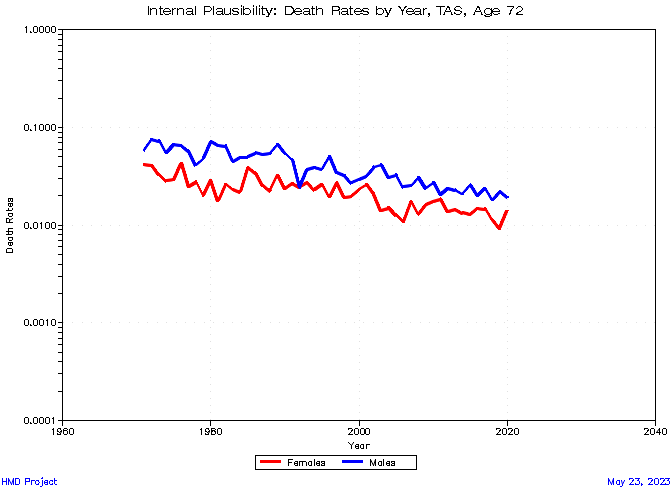 Internal Plausibility: Death Rates by Year, TAS, Age 72
1.0000
0.1000
0.0100
0.0010
0.0001
Death Rates
1960
1980
2000
2020
2040
Year
Females
Males
HMD Project
May 23, 2023